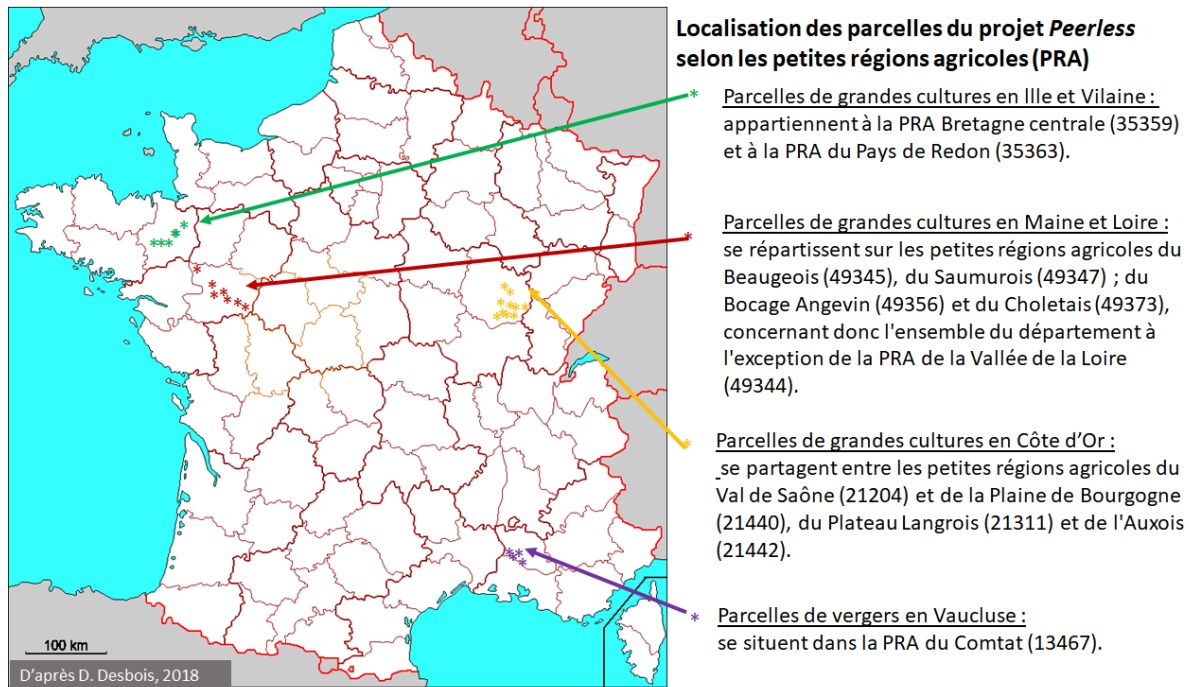 Localisation des parcelles du projet Peerless
selon les petites régions agricoles (PRA)
* Parcelles de grandes cultures en Ille et Vilaine :
appartiennent à la PRA Bretagne centrale (35359)
et à la PRA du Pays de Redon (35363).
* Parcelles de grandes cultures en Maine et Loire :
se répartissent sur les petites régions agricoles du
Beaugeois (49345), du Saumurois (49347) ; du
Bocage Angevin (49356) et du Choletais (49373),
concernant donc l'ensemble du département à
l'exception de la PRA de la Vallée de la Loire
(49344).
* Parcelles de grandes cultures en Côte d’Or :
se partagent entre les petites régions agricoles du
Val de Saône (21204) et de la Plaine de Bourgogne
(21440), du Plateau Langrois (21311) et de l'Auxois
(21442).
* Parcelles de vergers en Vaucluse :
se situent dans la PRA du Comtat (13467).
100 km
D’après D. Desbois, 2018